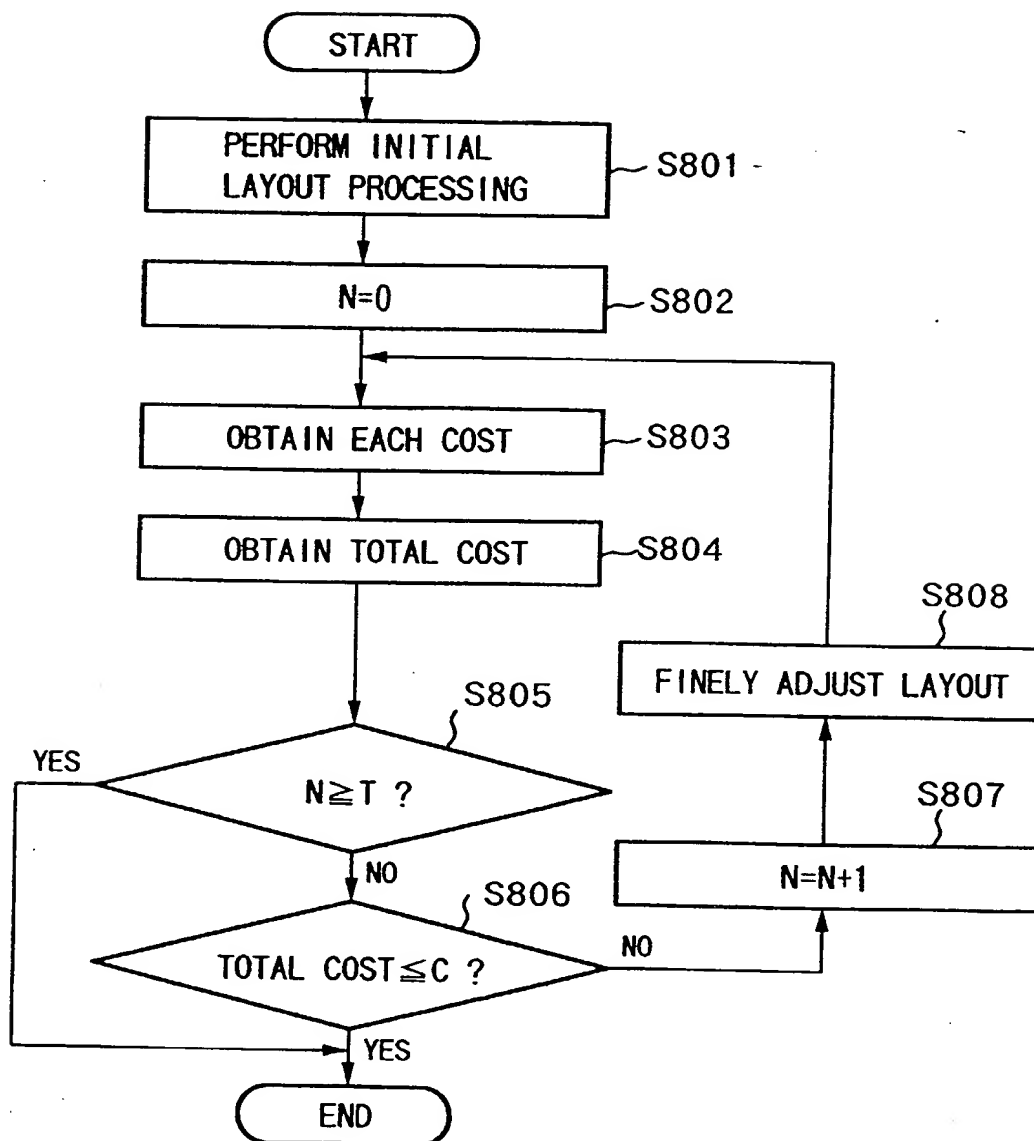 START
PERFORM INITIAL
LAYOUT PROCESSING
S801
N=0
S802
OBTAIN EACH COST
S803
OBTAIN TOTAL COST
S804
S808
FINELY ADJUST LAYOUT
S805
YES
N≧T ?
S807
N=N+1
NO
S806
TOTAL COST≦C ?
NO
YES
END